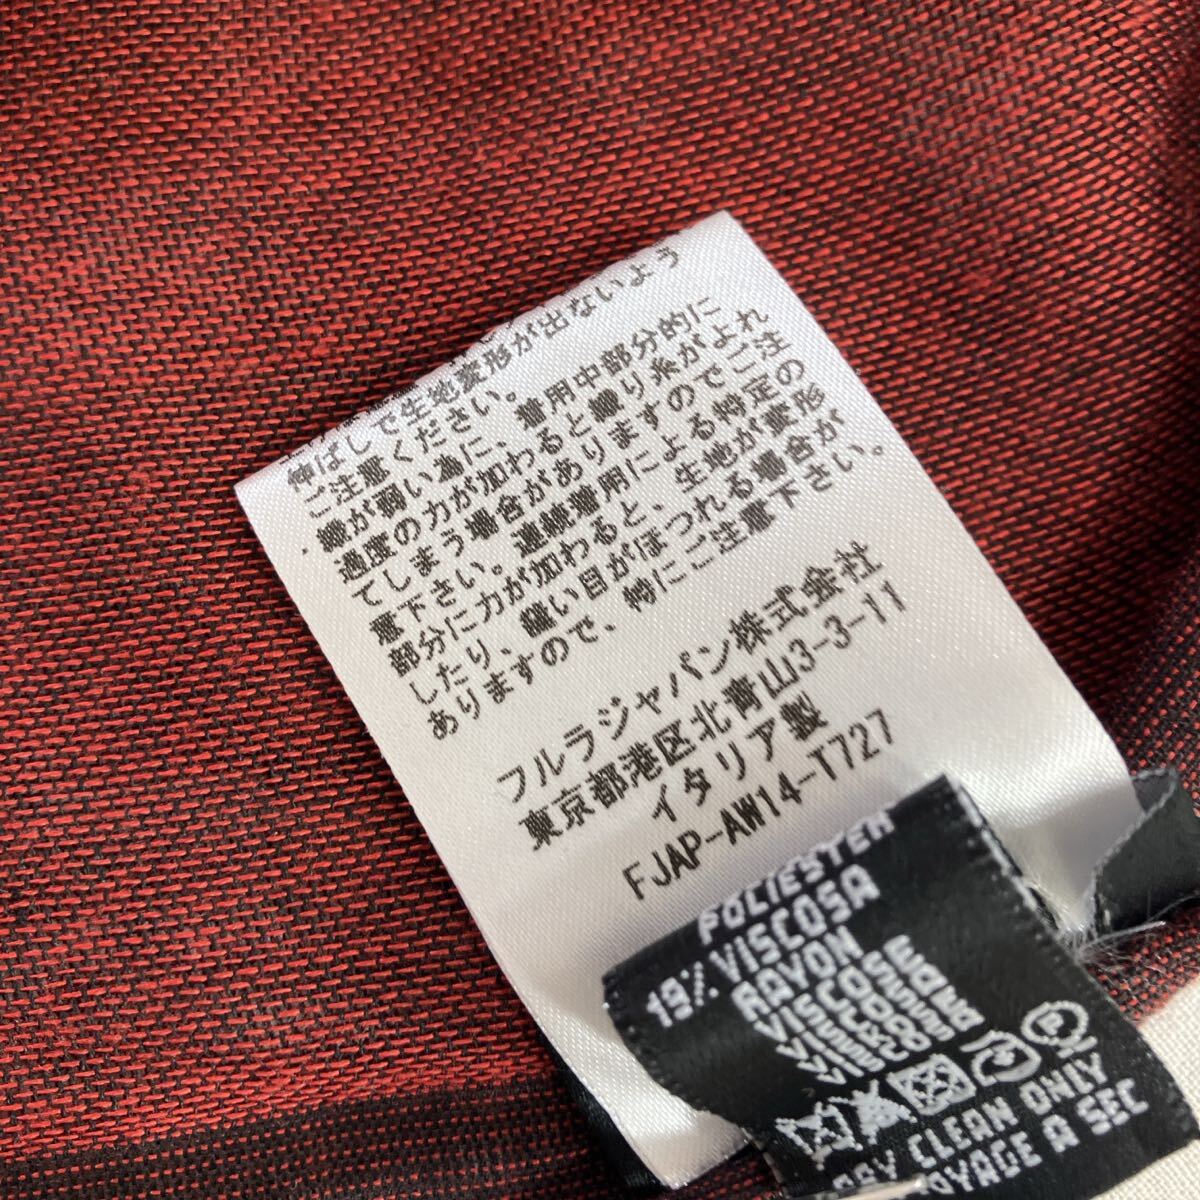 伸ばしで生地変形が出ないよう
ご注意ください。
織が弱い為に、着用中部分的に
過度の力が加わると織り糸がよれ
てしまう場合がありますのでご注
意下さい。連続着用による特定の
部分に力が加わると、生地が変形
したり、縫い目がほつれる場合が
ありますので、特にご注意下さい。
フルラジャパン株式会社
東京都港区北青山3-3-11
イタリア製
FJAP-AW14-T727
POLIESTER
19% VISCOSA
RAYON
VISCOSE
DRY CLEAN ONLY
A SEC